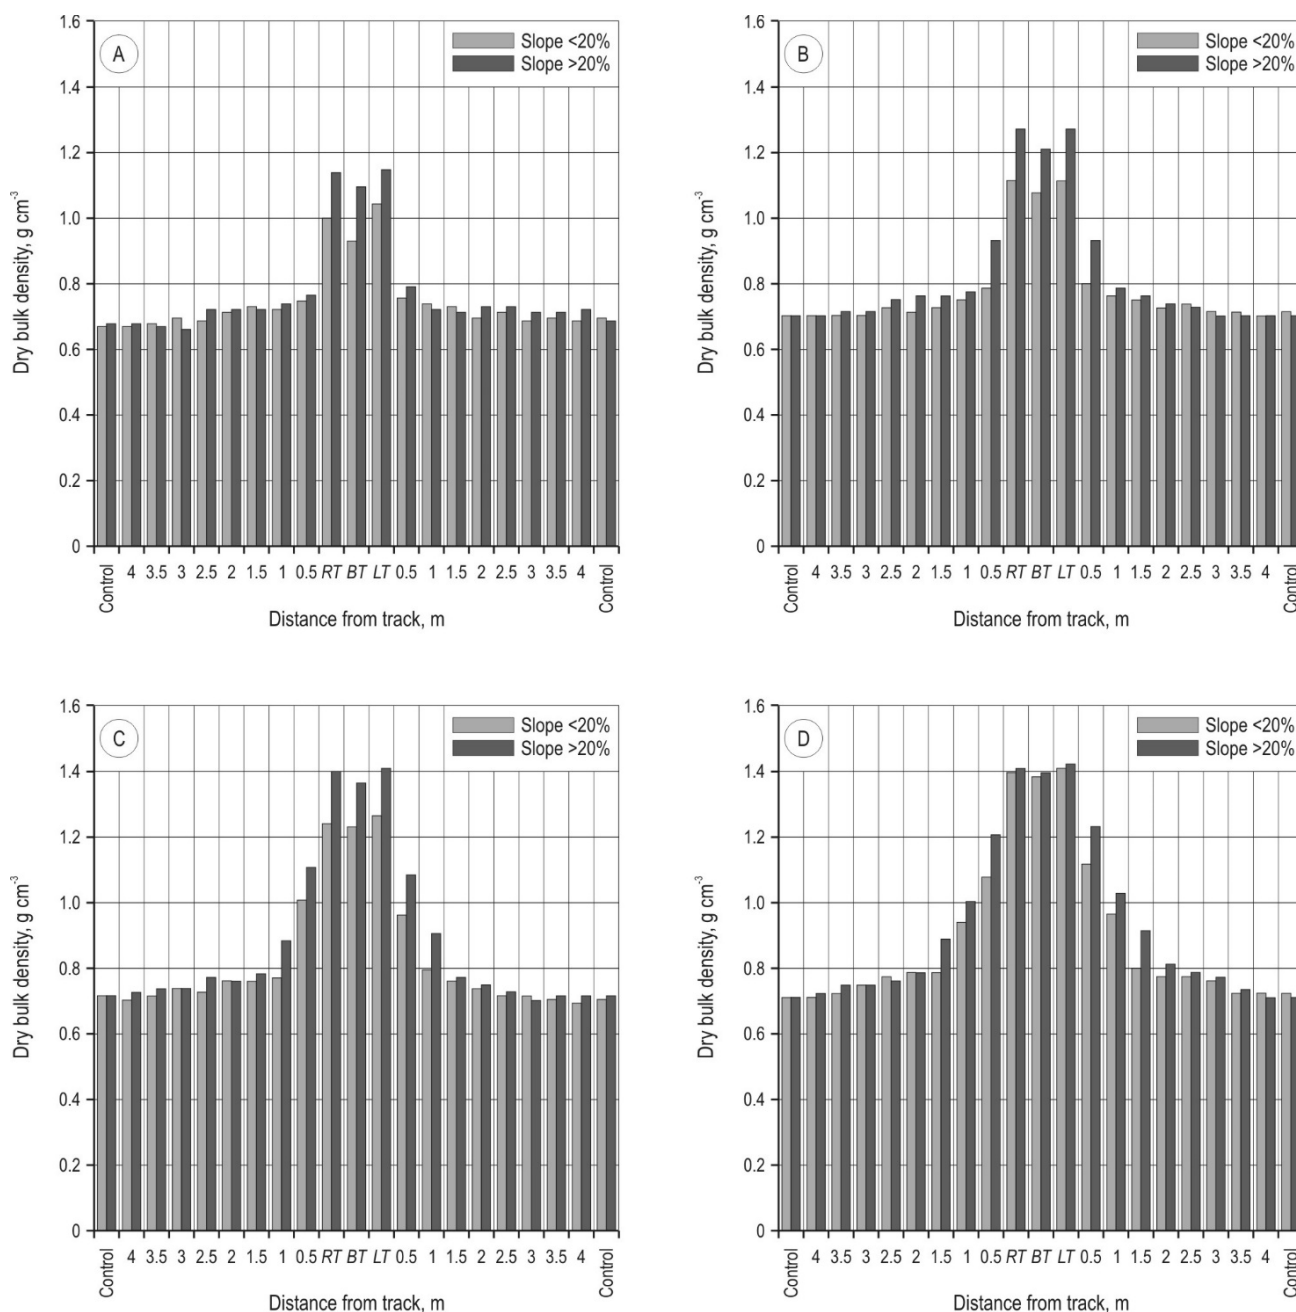 A
Slope <20%
Slope >20%
1.6
1.4
1.2
1.0
0.8
0.6
0.4
0.2
0
Dry bulk density, g cm⁻³
Control 4 3.5 3 2.5 2 1.5 1 0.5 RT BT LT 0.5 1 1.5 2 2.5 3 3.5 4 Control
Distance from track, m
B
Slope <20%
Slope >20%
1.6
1.4
1.2
1.0
0.8
0.6
0.4
0.2
0
Dry bulk density, g cm⁻³
Control 4 3.5 3 2.5 2 1.5 1 0.5 RT BT LT 0.5 1 1.5 2 2.5 3 3.5 4 Control
Distance from track, m
C
Slope <20%
Slope >20%
1.6
1.4
1.2
1.0
0.8
0.6
0.4
0.2
0
Dry bulk density, g cm⁻³
Control 4 3.5 3 2.5 2 1.5 1 0.5 RT BT LT 0.5 1 1.5 2 2.5 3 3.5 4 Control
Distance from track, m
D
Slope <20%
Slope >20%
1.6
1.4
1.2
1.0
0.8
0.6
0.4
0.2
0
Dry bulk density, g cm⁻³
Control 4 3.5 3 2.5 2 1.5 1 0.5 RT BT LT 0.5 1 1.5 2 2.5 3 3.5 4 Control
Distance from track, m